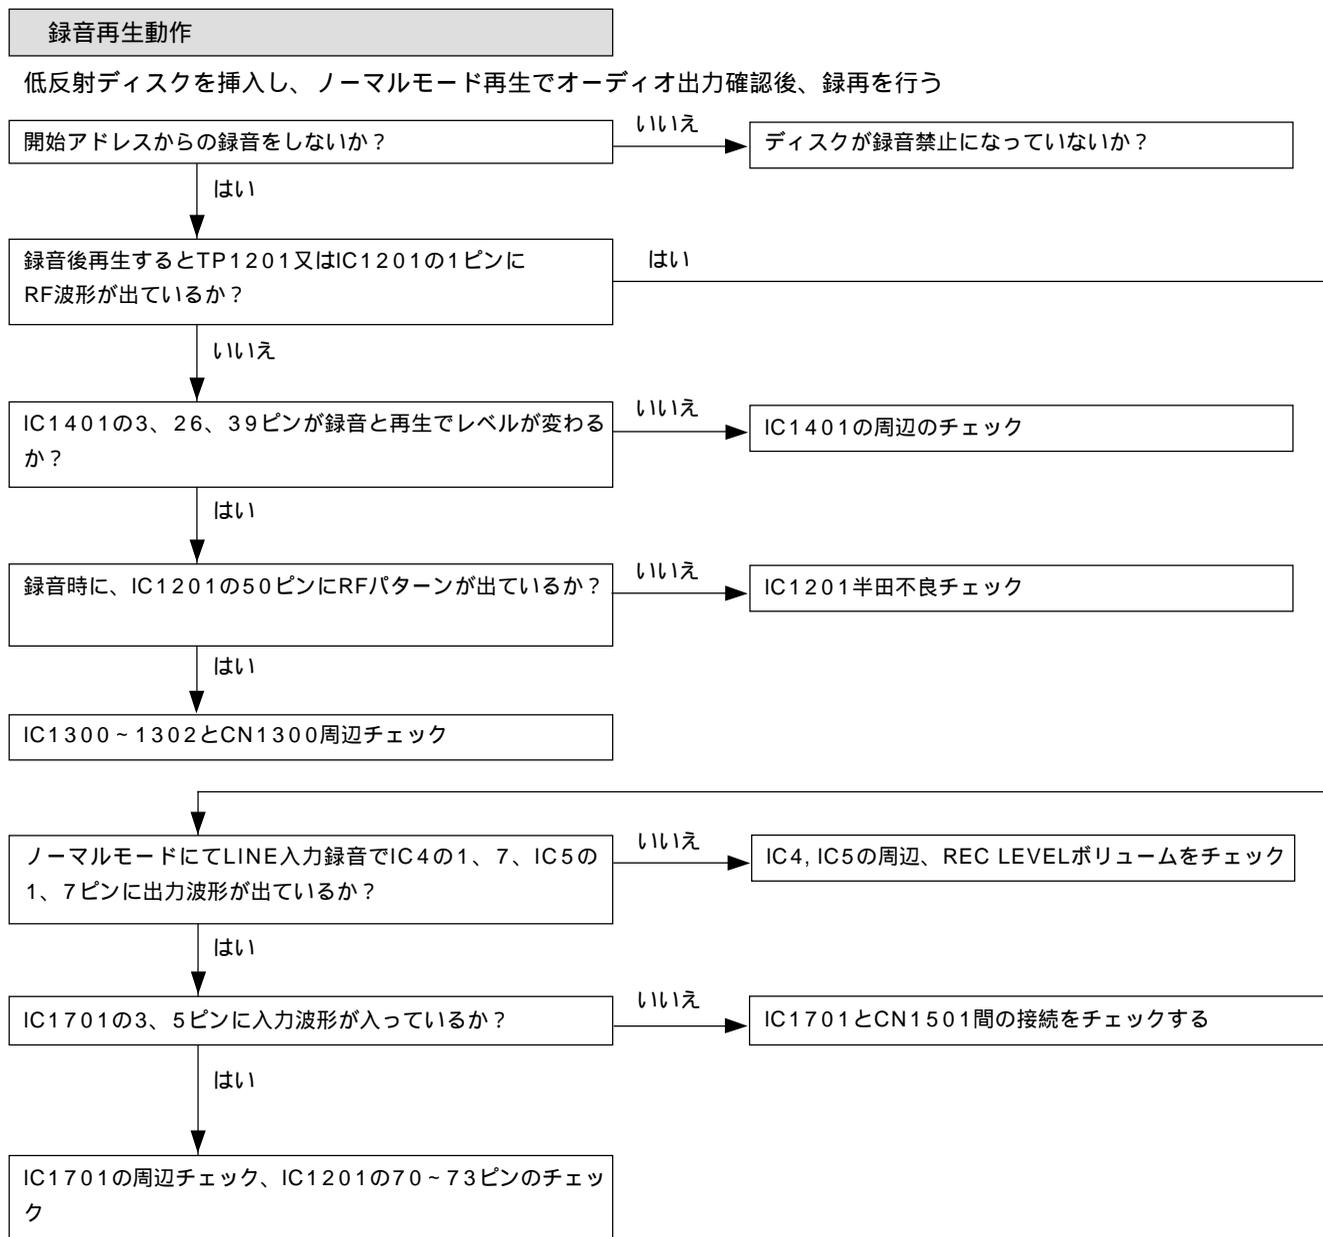 録音再生動作
低反射ディスクを挿入し、ノーマルモード再生でオーディオ出力確認後、録再を行う
開始アドレスからの録音をしないか？
いいえ
ディスクが録音禁止になっていないか？
はい
録音後再生するとTP1201又はIC1201の1ピンに
RF波形が出ているか？
はい
いいえ
IC1401の3、26、39ピンが録音と再生でレベルが変わる
か？
いいえ
IC1401の周辺のチェック
はい
録音時に、IC1201の50ピンにRFパターンが出ているか？
いいえ
IC1201半田不良チェック
はい
IC1300~1302とCN1300周辺チェック
ノーマルモードにてLINE入力録音でIC4の1、7、IC5の
1、7ピンに出力波形が出ているか？
いいえ
IC4, IC5の周辺、REC LEVELボリュームをチェック
はい
IC1701の3、5ピンに入力波形が入っているか？
いいえ
IC1701とCN1501間の接続をチェックする
はい
IC1701の周辺チェック、IC1201の70~73ピンのチェッ
ク